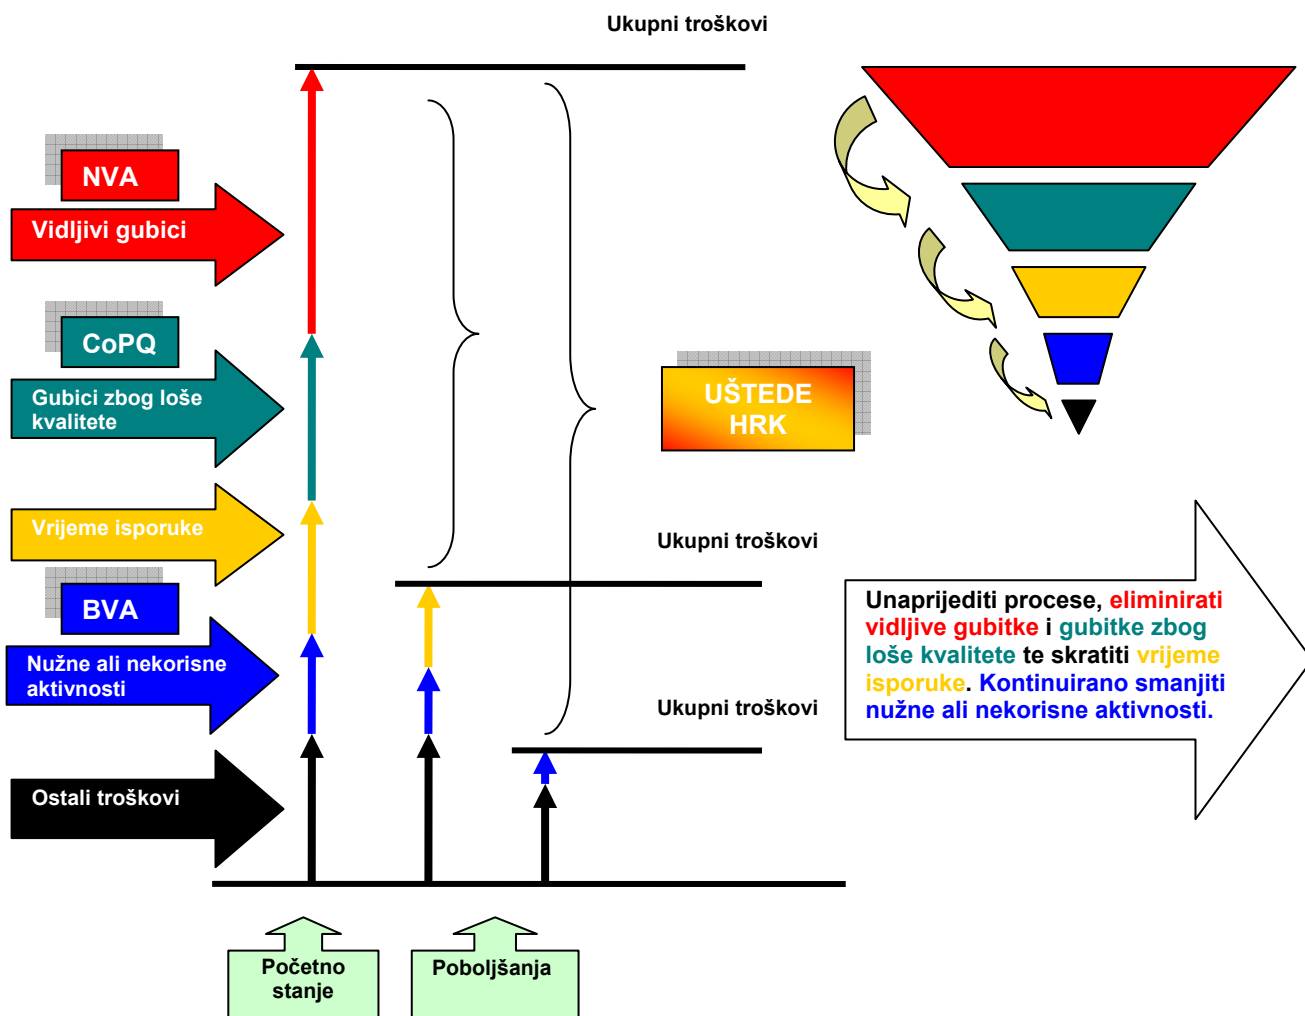 Ukupni troškovi
NVA
Vidljivi gubici
CoPQ
Gubici zbog loše
kvalitete
UŠTEDE
HRK
Vrijeme isporuke
Ukupni troškovi
BVA
Nužne ali nekorisne
aktivnosti
Ukupni troškovi
Unaprijediti procese, eliminirati
vidljive gubitke i gubitke zbog
loše kvalitete te skratiti vrijeme
isporuke. Kontinuirano smanjiti
nužne ali nekorisne aktivnosti.
Ostali troškovi
Početno
stanje
Poboljšanja